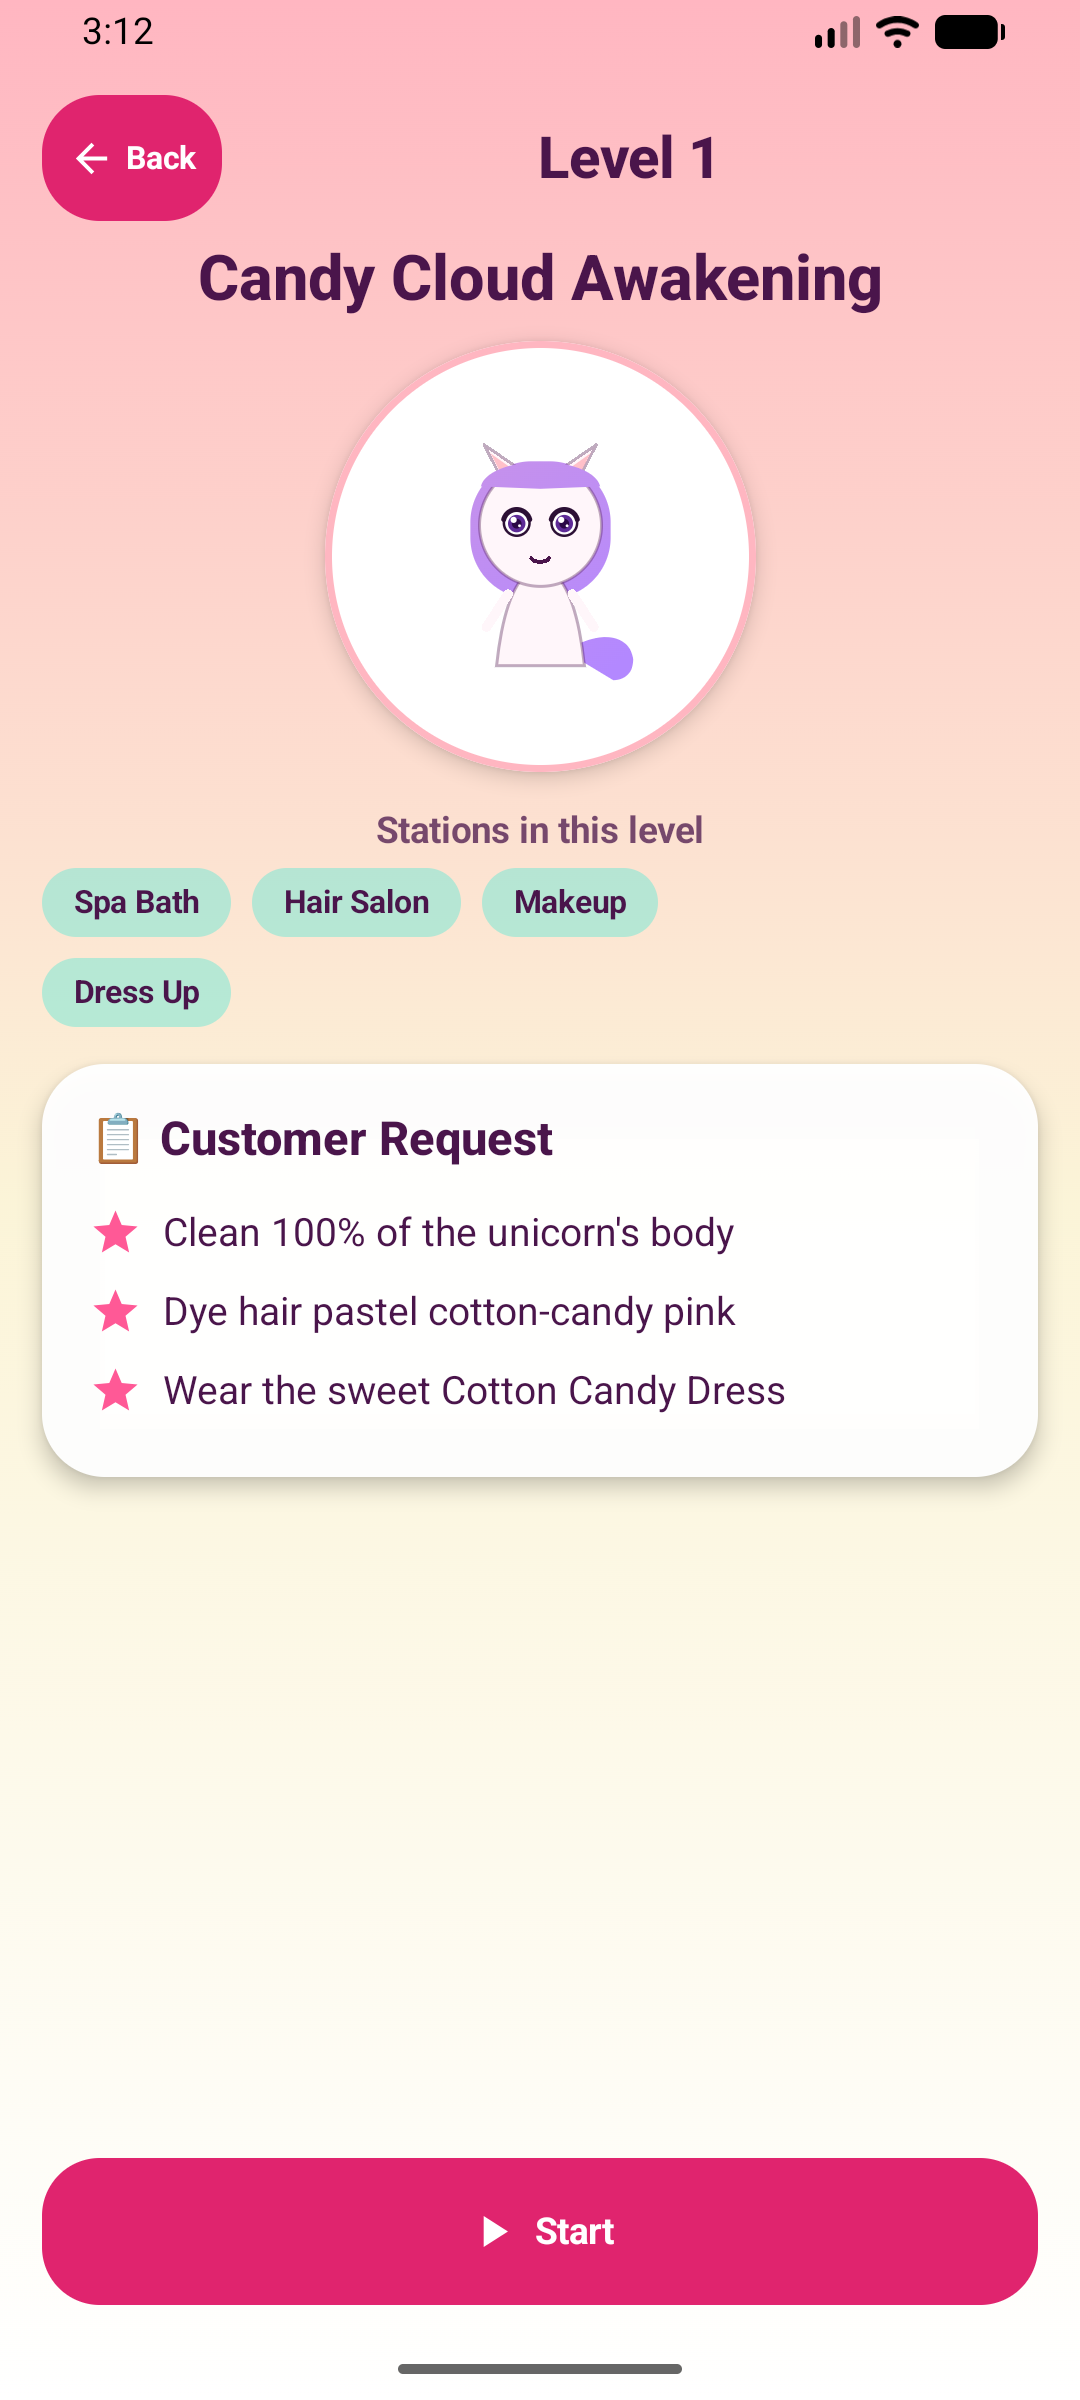 3:12
Back
Level 1
Candy Cloud Awakening
Stations in this level
Spa Bath
Hair Salon
Makeup
Dress Up
Customer Request
Clean 100% of the unicorn's body
Dye hair pastel cotton-candy pink
Wear the sweet Cotton Candy Dress
Start